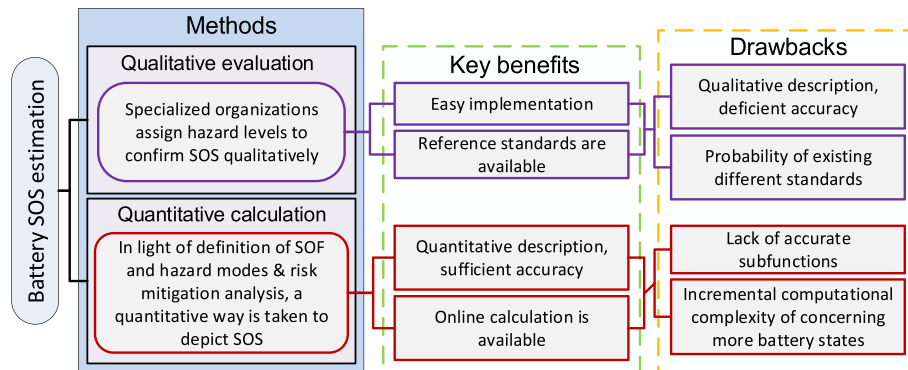 Battery SOS estimation
Methods
Qualitative evaluation
Specialized organizations
assign hazard levels to
confirm SOS qualitatively
Quantitative calculation
In light of definition of SOF
and hazard modes & risk
mitigation analysis, a
quantitative way is taken to
depict SOS
Key benefits
Easy implementation
Reference standards are
available
Quantitative description,
sufficient accuracy
Online calculation is
available
Drawbacks
Qualitative description,
deficient accuracy
Probability of existing
different standards
Lack of accurate
subfunctions
Incremental computational
complexity of concerning
more battery states